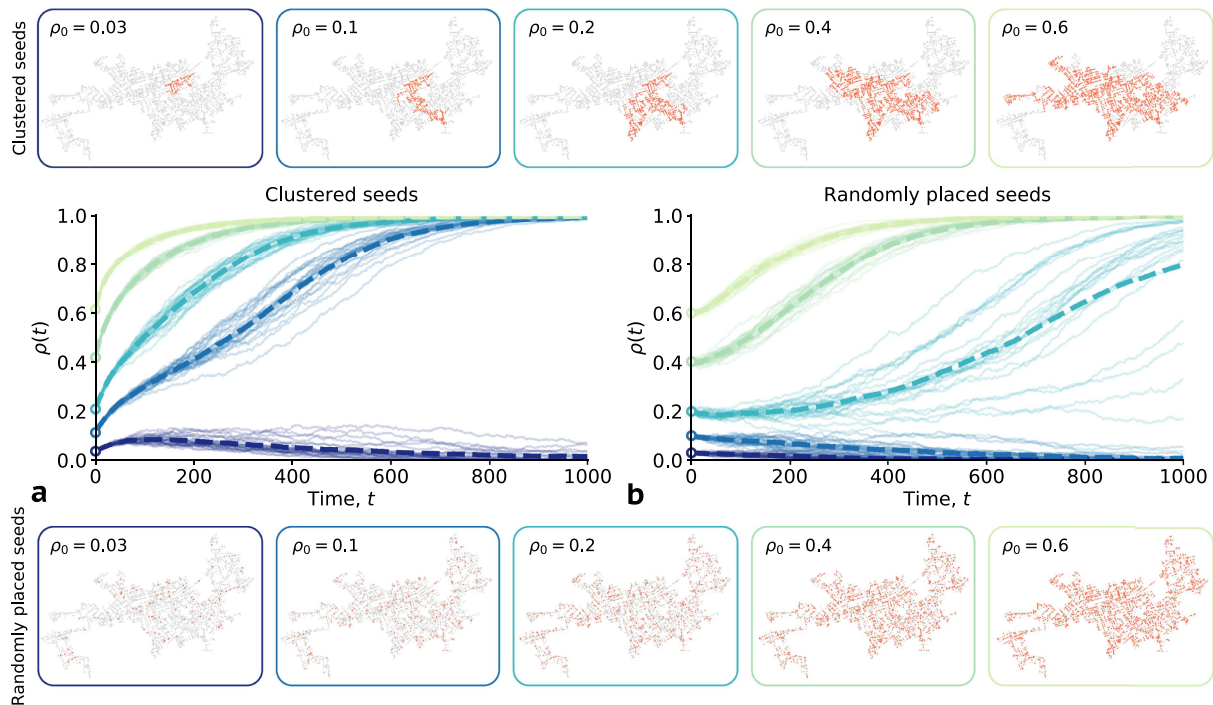 Clustered seeds
ρ₀ = 0.03
ρ₀ = 0.1
ρ₀ = 0.2
ρ₀ = 0.4
ρ₀ = 0.6
Clustered seeds
ρ(t)
1.0
0.8
0.6
0.4
0.2
0.0
0 200 400 600 800 1000
Time, t
a
Randomly placed seeds
ρ(t)
1.0
0.8
0.6
0.4
0.2
0.0
0 200 400 600 800 1000
Time, t
b
Randomly placed seeds
ρ₀ = 0.03
ρ₀ = 0.1
ρ₀ = 0.2
ρ₀ = 0.4
ρ₀ = 0.6